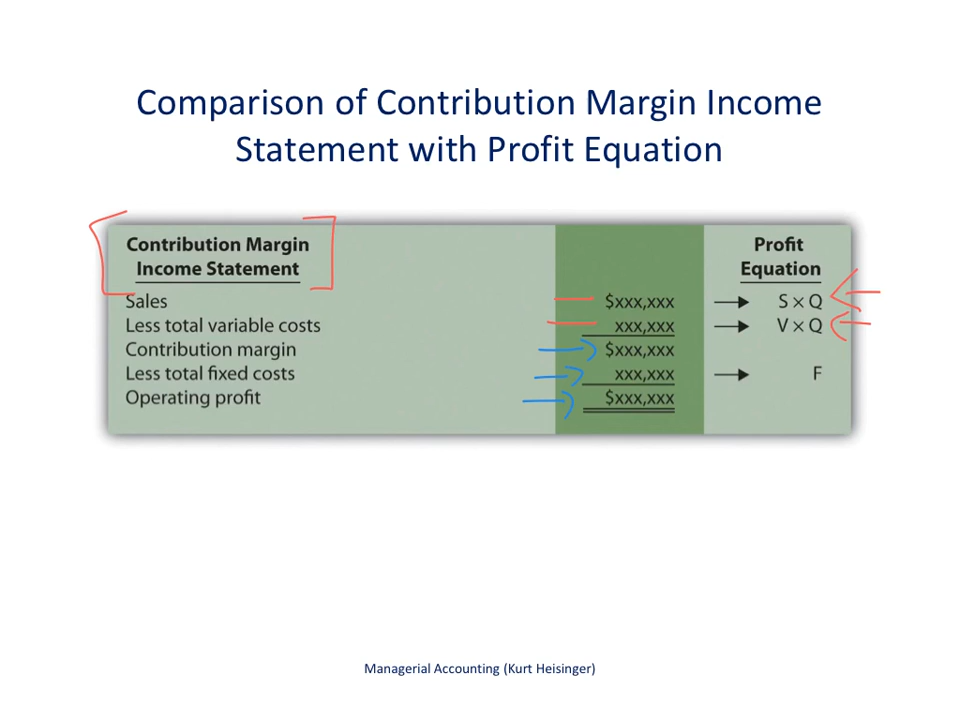 Comparison of Contribution Margin Income
Statement with Profit Equation
Contribution Margin
Income Statement
Profit
Equation
Sales $xxx,xxx S × Q
Less total variable costs xxx,xxx V × Q
Contribution margin $xxx,xxx
Less total fixed costs xxx,xxx F
Operating profit $xxx,xxx
Managerial Accounting (Kurt Heisinger)